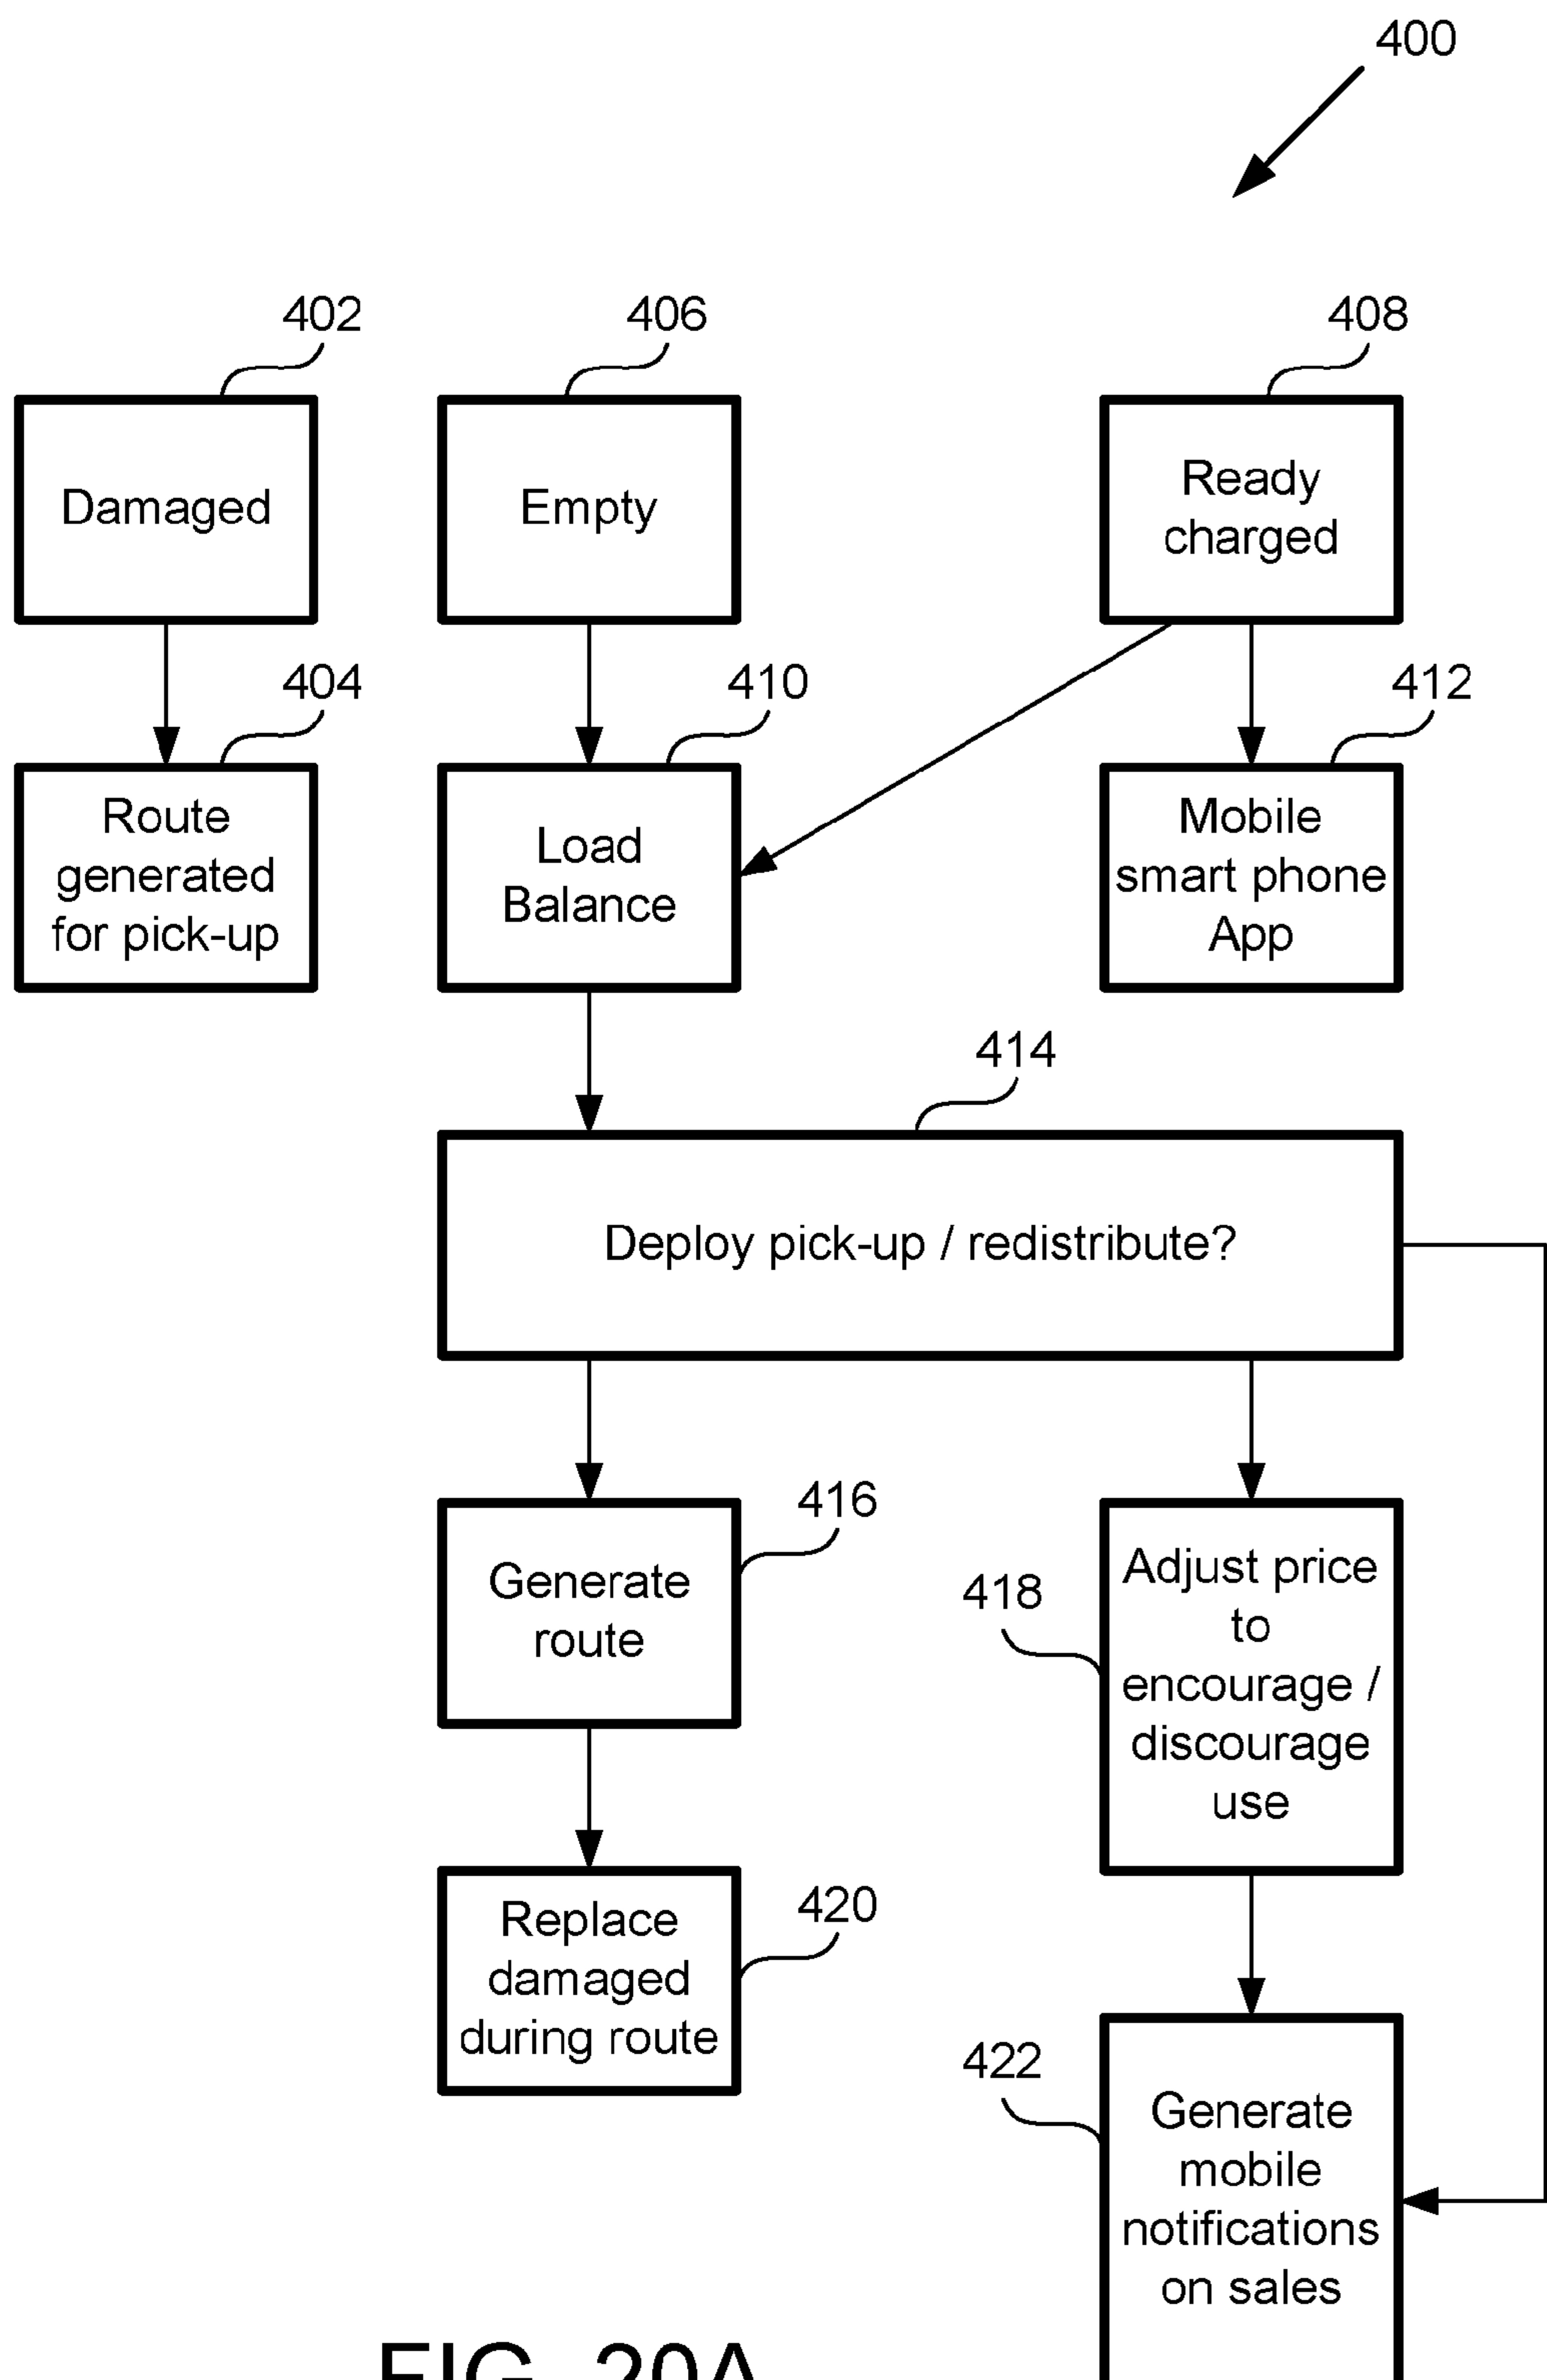 400
402
406
408
Damaged
Empty
Ready
charged
404
410
412
Route
generated
for pick-up
Load
Balance
Mobile
smart phone
App
414
Deploy pick-up / redistribute?
416
Generate
route
418
Adjust price
to
encourage /
discourage
use
420
Replace
damaged
during route
422
Generate
mobile
notifications
on sales
FIG. 20A